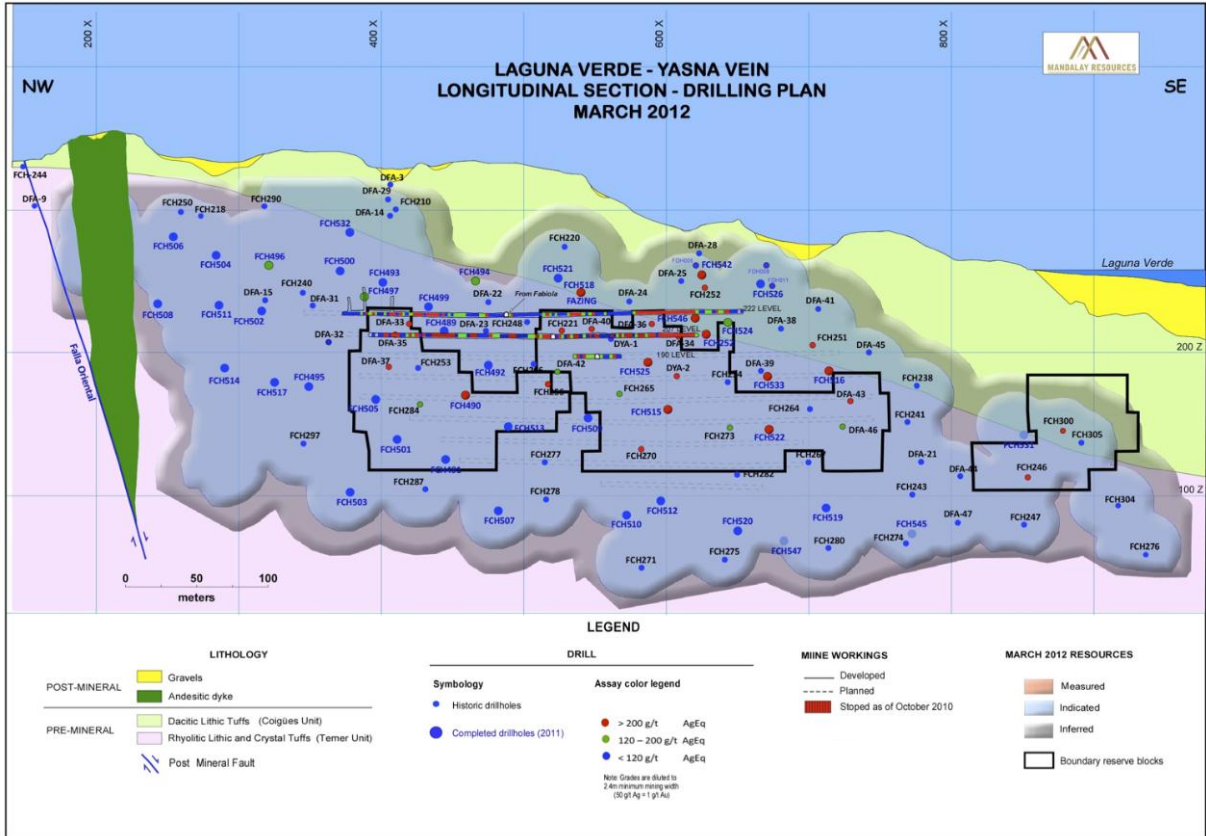 200 X
400 X
600 X
800 X
NW
LAGUNA VERDE - YASNA VEIN
LONGITUDINAL SECTION - DRILLING PLAN
MARCH 2012
MANDALAY RESOURCES
SE
FCH-244
DFA-9
DFA-3
DFA-29
FCH210
DFA-14
FCH250
FCH218
FCH290
FCH532
FCH506
FCH504
FCH496
FCH500
FCH493
FCH497
FCH494
FCH220
FCH521
FCH518
FAZING
DFA-28
FCH542
DFA-25
FCH252
FCH526
Laguna Verde
FCH240
DFA-15
DFA-31
FCH508
FCH511
FCH502
FCH499
DFA-22
From Fabiola
DFA-24
DFA-41
222 LEVEL
DFA-33
FCH489
DFA-23
FCH248
FCH221
DFA-40
DFA-36
FCH546
FCH524
DFA-38
DFA-32
DFA-35
DYA-1
DFA-34
FCH252
FCH251
DFA-45
190 LEVEL
200 Z
Falla Oriental
FCH514
FCH517
FCH495
DFA-37
FCH253
FCH492
DFA-42
FCH525
DYA-2
DFA-39
FCH533
FCH516
FCH238
FCH505
FCH284
FCH490
FCH265
FCH515
FCH264
DFA-43
FCH241
FCH297
FCH501
FCH513
FCH509
FCH273
FCH522
DFA-46
FCH300
FCH305
FCH277
FCH270
DFA-21
DFA-44
FCH246
FCH287
FCH282
FCH503
FCH278
FCH243
100 Z
FCH507
FCH510
FCH512
FCH520
FCH519
FCH545
DFA-47
FCH247
FCH304
FCH271
FCH275
FCH547
FCH280
FCH274
FCH276
0 50 100
meters
LEGEND
LITHOLOGY
POST-MINERAL
Gravels
Andesitic dyke
PRE-MINERAL
Dacitic Lithic Tuffs (Coigües Unit)
Rhyolitic Lithic and Crystal Tuffs (Temer Unit)
Post Mineral Fault
DRILL
Symbology
Historic drillholes
Completed drillholes (2011)
Assay color legend
> 200 g/t AgEq
120 – 200 g/t AgEq
< 120 g/t AgEq
Note: Grades are diluted to
2.4m minimum mining width
(50 g/t Ag = 1 g/t Au)
MIINE WORKINGS
Developed
Planned
Stoped as of October 2010
MARCH 2012 RESOURCES
Measured
Indicated
Inferred
Boundary reserve blocks